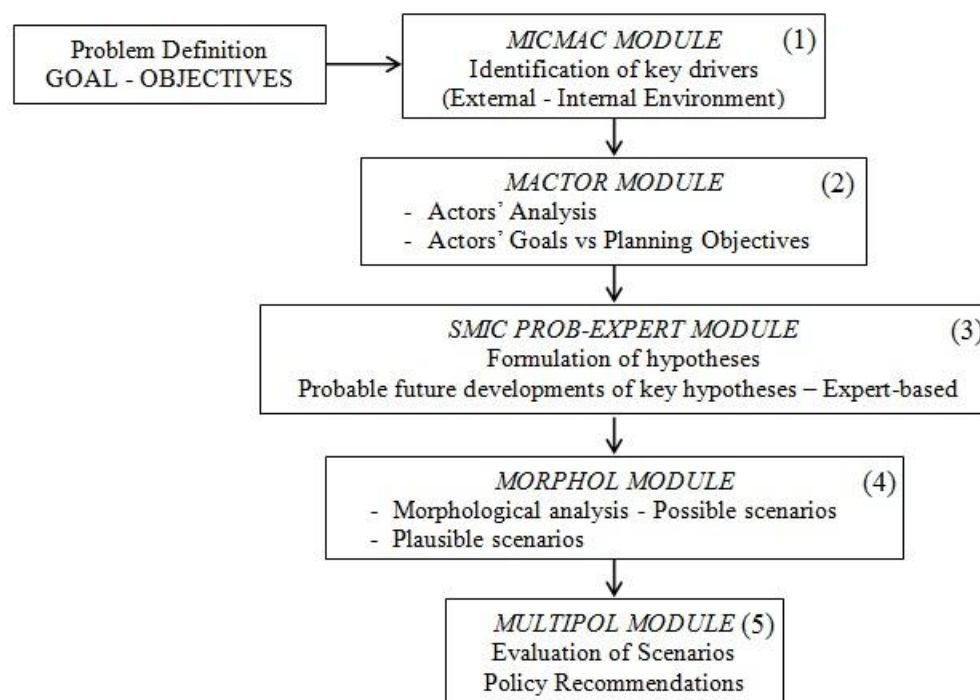 Problem Definition
GOAL - OBJECTIVES
MICMAC MODULE (1)
Identification of key drivers
(External - Internal Environment)
MACTOR MODULE (2)
- Actors’ Analysis
- Actors’ Goals vs Planning Objectives
SMIC PROB-EXPERT MODULE (3)
Formulation of hypotheses
Probable future developments of key hypotheses – Expert-based
MORPHOL MODULE (4)
- Morphological analysis - Possible scenarios
- Plausible scenarios
MULTIPOL MODULE (5)
Evaluation of Scenarios
Policy Recommendations